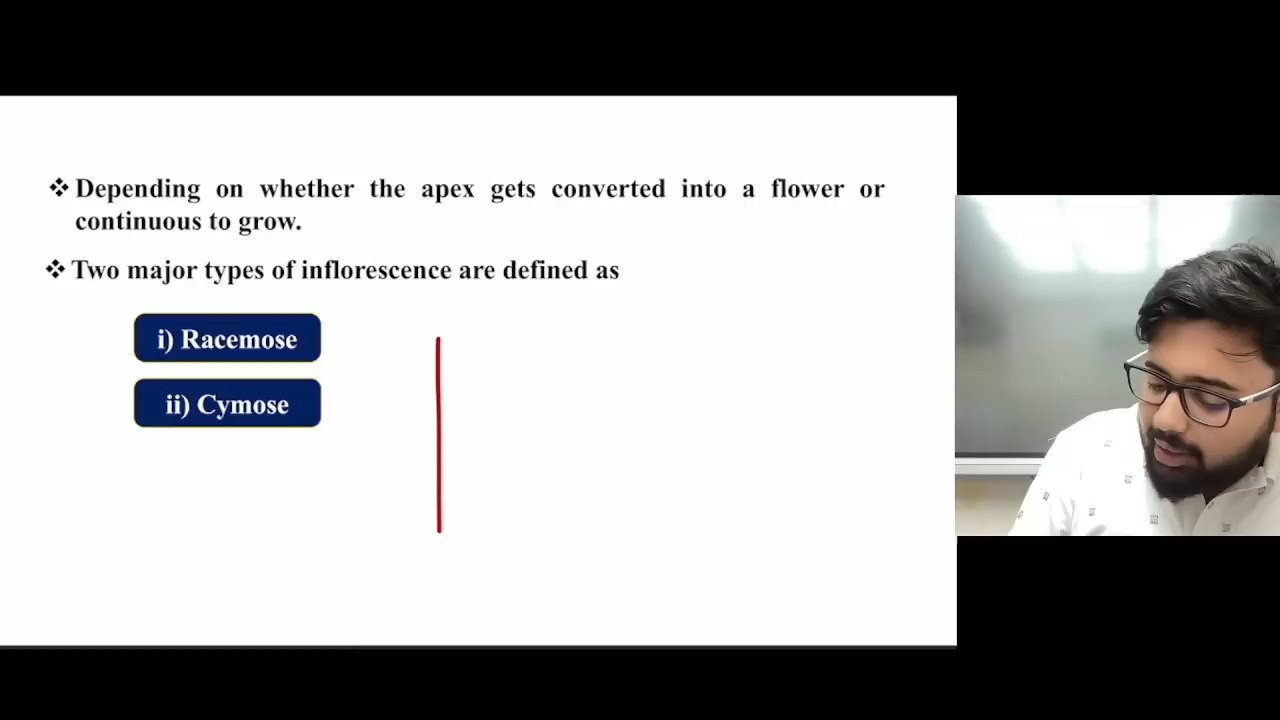 ❖ Depending on whether the apex gets converted into a flower or
continuous to grow.
❖ Two major types of inflorescence are defined as
i) Racemose
ii) Cymose